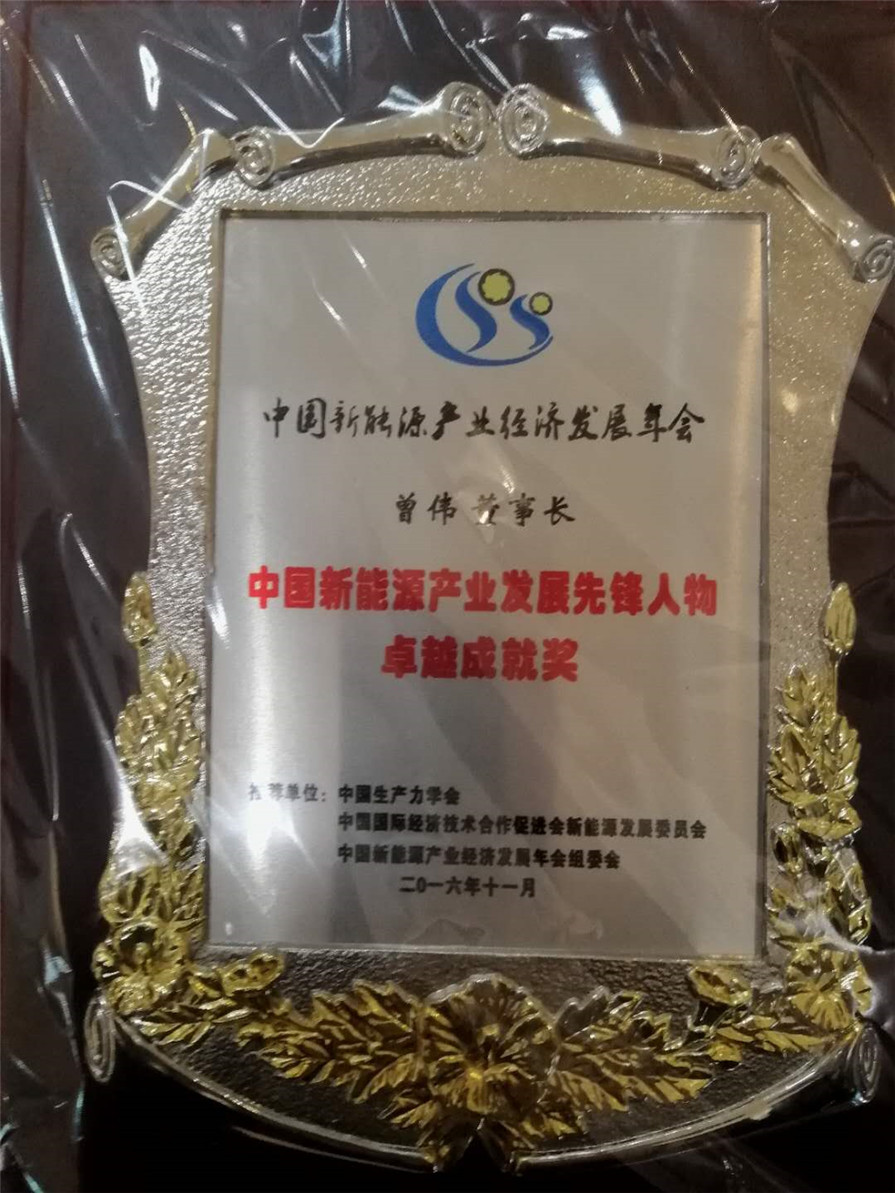 中国新能源产业经济发展年会
曾伟 董事长
中国新能源产业发展先锋人物
卓越成就奖
推荐单位：中国生产力学会
中国国际经济技术合作促进会新能源发展委员会
中国新能源产业经济发展年会组委会
二0一六年十一月